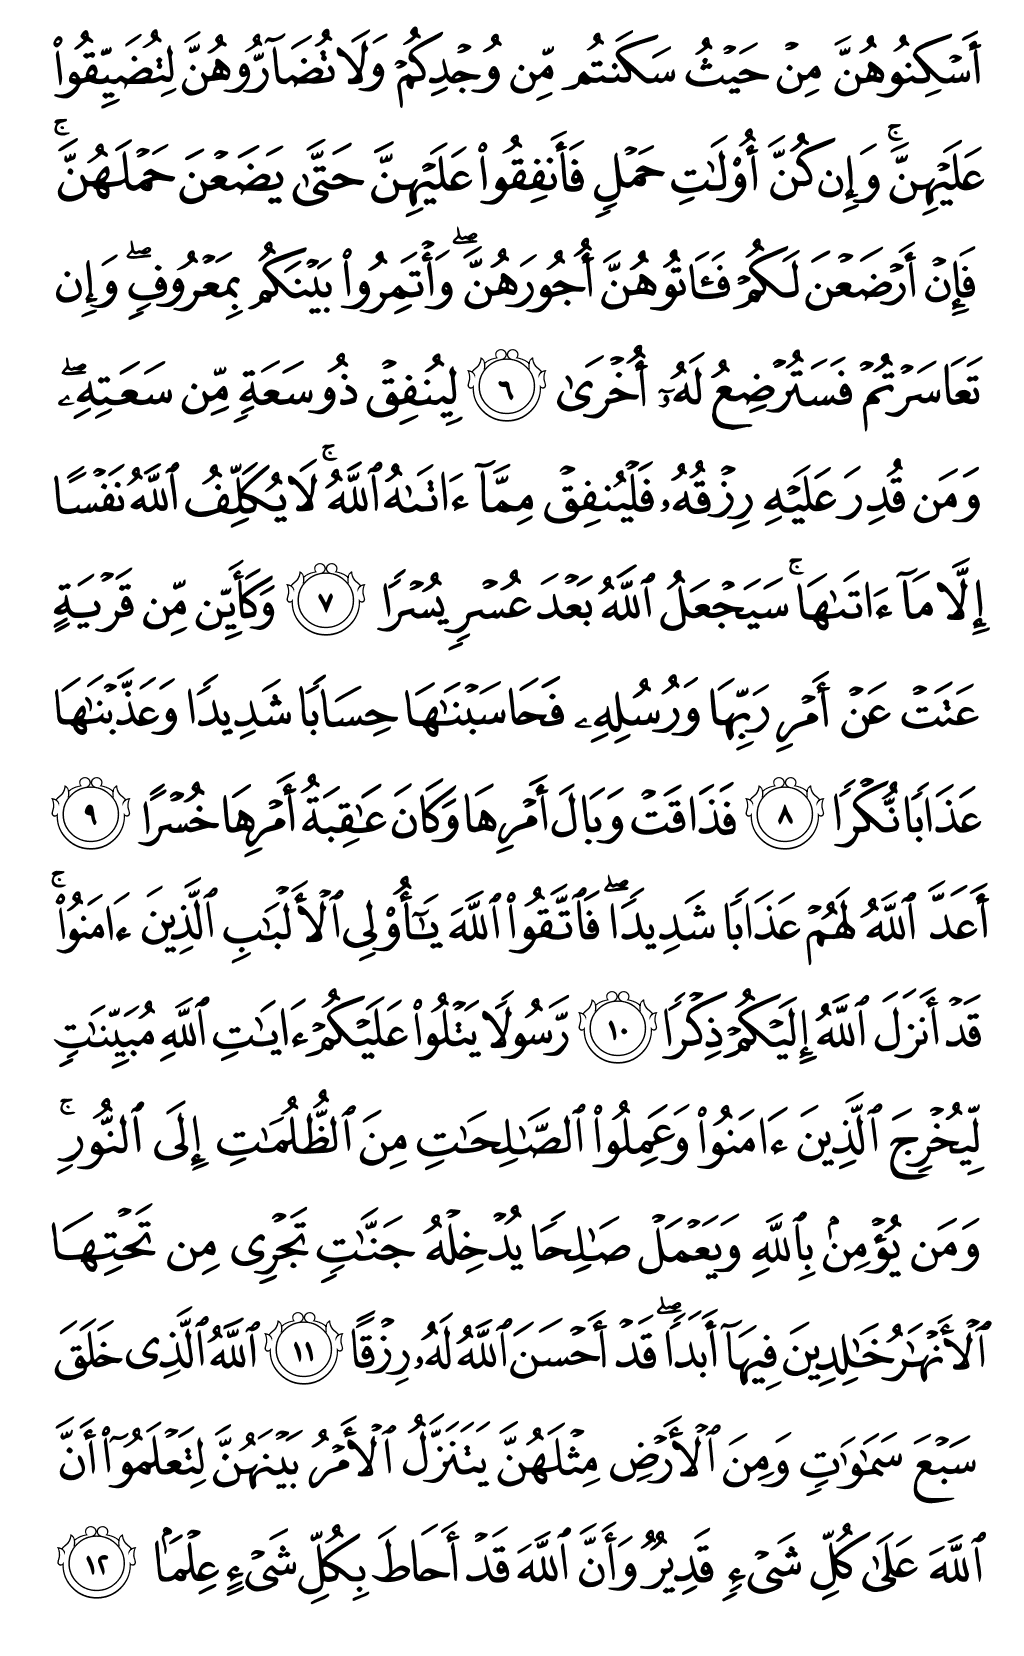 أَسْكِنُوهُنَّ مِنْ حَيْثُ سَكَنتُم مِّن وُجْدِكُمْ وَلَا تُضَآرُّوهُنَّ لِتُضَيِّقُوا۟
عَلَيْهِنَّ ۚ وَإِن كُنَّ أُو۟لَـٰتِ حَمْلٍ فَأَنفِقُوا۟ عَلَيْهِنَّ حَتَّىٰ يَضَعْنَ حَمْلَهُنَّ ۚ
فَإِنْ أَرْضَعْنَ لَكُمْ فَـَٔاتُوهُنَّ أُجُورَهُنَّ ۖ وَأْتَمِرُوا۟ بَيْنَكُم بِمَعْرُوفٍ ۖ وَإِن
تَعَاسَرْتُمْ فَسَتُرْضِعُ لَهُۥٓ أُخْرَىٰ ٦ لِيُنفِقْ ذُو سَعَةٍ مِّن سَعَتِهِۦ ۖ
وَمَن قُدِرَ عَلَيْهِ رِزْقُهُۥ فَلْيُنفِقْ مِمَّآ ءَاتَىٰهُ ٱللَّهُ ۚ لَا يُكَلِّفُ ٱللَّهُ نَفْسًا
إِلَّا مَآ ءَاتَىٰهَا ۚ سَيَجْعَلُ ٱللَّهُ بَعْدَ عُسْرٍ يُسْرًا ٧ وَكَأَيِّن مِّن قَرْيَةٍ
عَتَتْ عَنْ أَمْرِ رَبِّهَا وَرُسُلِهِۦ فَحَاسَبْنَـٰهَا حِسَابًا شَدِيدًا وَعَذَّبْنَـٰهَا
عَذَابًا نُّكْرًا ٨ فَذَاقَتْ وَبَالَ أَمْرِهَا وَكَانَ عَـٰقِبَةُ أَمْرِهَا خُسْرًا ٩
أَعَدَّ ٱللَّهُ لَهُمْ عَذَابًا شَدِيدًا ۖ فَٱتَّقُوا۟ ٱللَّهَ يَـٰٓأُو۟لِى ٱلْأَلْبَـٰبِ ٱلَّذِينَ ءَامَنُوا۟ ۚ
قَدْ أَنزَلَ ٱللَّهُ إِلَيْكُمْ ذِكْرًا ١٠ رَّسُولًا يَتْلُوا۟ عَلَيْكُمْ ءَايَـٰتِ ٱللَّهِ مُبَيِّنَـٰتٍ
لِّيُخْرِجَ ٱلَّذِينَ ءَامَنُوا۟ وَعَمِلُوا۟ ٱلصَّـٰلِحَـٰتِ مِنَ ٱلظُّلُمَـٰتِ إِلَى ٱلنُّورِ ۚ
وَمَن يُؤْمِنۢ بِٱللَّهِ وَيَعْمَلْ صَـٰلِحًا يُدْخِلْهُ جَنَّـٰتٍ تَجْرِى مِن تَحْتِهَا
ٱلْأَنْهَـٰرُ خَـٰلِدِينَ فِيهَآ أَبَدًا ۖ قَدْ أَحْسَنَ ٱللَّهُ لَهُۥ رِزْقًا ١١ ٱللَّهُ ٱلَّذِى خَلَقَ
سَبْعَ سَمَـٰوَٰتٍ وَمِنَ ٱلْأَرْضِ مِثْلَهُنَّ يَتَنَزَّلُ ٱلْأَمْرُ بَيْنَهُنَّ لِتَعْلَمُوٓا۟ أَنَّ
ٱللَّهَ عَلَىٰ كُلِّ شَىْءٍ قَدِيرٌ وَأَنَّ ٱللَّهَ قَدْ أَحَاطَ بِكُلِّ شَىْءٍ عِلْمًۢا ١٢